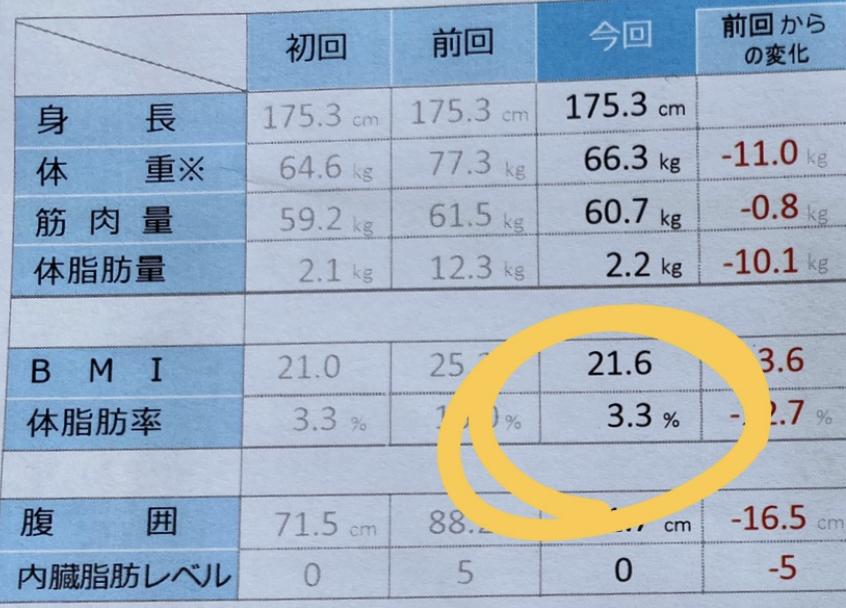 初回 前回 今回 前回 から の変化
身 長 175.3 cm 175.3 cm 175.3 cm
体 重※ 64.6 kg 77.3 kg 66.3 kg -11.0 kg
筋 肉 量 59.2 kg 61.5 kg 60.7 kg -0.8 kg
体脂肪量 2.1 kg 12.3 kg 2.2 kg -10.1 kg
B M I 21.0 21.6
体脂肪率 3.3 % % 3.3 % %
腹 囲 71.5 cm cm -16.5 cm
内臓脂肪レベル 0 5 0 -5